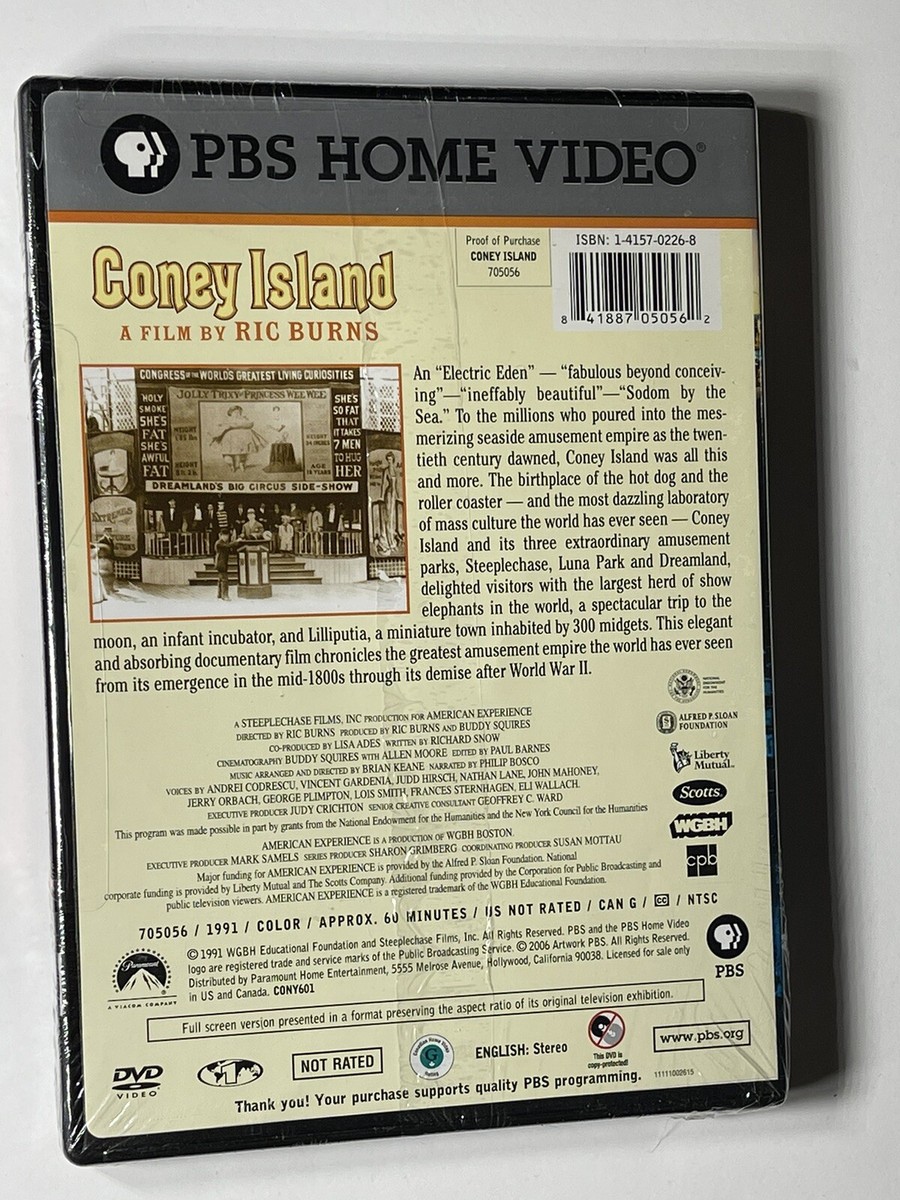 PBS HOME VIDEO®
Proof of Purchase
CONEY ISLAND
705056
ISBN: 1-4157-0226-8
8 41887 05056 2
Coney Island
A FILM BY RIC BURNS
CONGRESS OF THE WORLD'S GREATEST LIVING CURIOSITIES
JOLLY TRIXY-PRINCESS WEE WEE
HOLY
SMOKE
SHE'S
FAT
SHE'S
AWFUL
FAT
SHE'S
SO FAT
THAT
IT TAKES
7 MEN
TO HUG
HER
DREAMLAND'S BIG CIRCUS SIDE-SHOW
An “Electric Eden” — “fabulous beyond conceiv-
ing”—“ineffably beautiful”—“Sodom by the
Sea.” To the millions who poured into the mes-
merizing seaside amusement empire as the twen-
tieth century dawned, Coney Island was all this
and more. The birthplace of the hot dog and the
roller coaster — and the most dazzling laboratory
of mass culture the world has ever seen — Coney
Island and its three extraordinary amusement
parks, Steeplechase, Luna Park and Dreamland,
delighted visitors with the largest herd of show
elephants in the world, a spectacular trip to the
moon, an infant incubator, and Lilliputia, a miniature town inhabited by 300 midgets. This elegant
and absorbing documentary film chronicles the greatest amusement empire the world has ever seen
from its emergence in the mid-1800s through its demise after World War II.
NATIONAL
ENDOWMENT
FOR THE
HUMANITIES
ALFRED P. SLOAN
FOUNDATION
Liberty
Mutual™
Scotts
WGBH
cpb
A STEEPLECHASE FILMS, INC PRODUCTION FOR AMERICAN EXPERIENCE
DIRECTED BY RIC BURNS PRODUCED BY RIC BURNS AND BUDDY SQUIRES
CO-PRODUCED BY LISA ADES WRITTEN BY RICHARD SNOW
CINEMATOGRAPHY BUDDY SQUIRES WITH ALLEN MOORE EDITED BY PAUL BARNES
MUSIC ARRANGED AND DIRECTED BY BRIAN KEANE NARRATED BY PHILIP BOSCO
VOICES BY ANDREI CODRESCU, VINCENT GARDENIA, JUDD HIRSCH, NATHAN LANE, JOHN MAHONEY,
JERRY ORBACH, GEORGE PLIMPTON, LOIS SMITH, FRANCES STERNHAGEN, ELI WALLACH.
EXECUTIVE PRODUCER JUDY CRICHTON SENIOR CREATIVE CONSULTANT GEOFFREY C. WARD
This program was made possible in part by grants from the National Endowment for the Humanities and the New York Council for the Humanities
AMERICAN EXPERIENCE IS A PRODUCTION OF WGBH BOSTON.
EXECUTIVE PRODUCER MARK SAMELS SERIES PRODUCER SHARON GRIMBERG COORDINATING PRODUCER SUSAN MOTTAU
Major funding for AMERICAN EXPERIENCE is provided by the Alfred P. Sloan Foundation. National
corporate funding is provided by Liberty Mutual and The Scotts Company. Additional funding provided by the Corporation for Public Broadcasting and
public television viewers. AMERICAN EXPERIENCE is a registered trademark of the WGBH Educational Foundation.
705056 / 1991 / COLOR / APPROX. 60 MINUTES / US NOT RATED / CAN G / CC / NTSC
© 1991 WGBH Educational Foundation and Steeplechase Films, Inc. All Rights Reserved. PBS and the PBS Home Video
logo are registered trade and service marks of the Public Broadcasting Service. © 2006 Artwork PBS. All Rights Reserved.
Distributed by Paramount Home Entertainment, 5555 Melrose Avenue, Hollywood, California 90038. Licensed for sale only
in US and Canada. CONY601
Paramount
A VIACOM COMPANY
PBS
Full screen version presented in a format preserving the aspect ratio of its original television exhibition.
DVD
VIDEO
1
NOT RATED
Canadian Home Video
G
Ratings
ENGLISH: Stereo
This DVD is
copy-protected!
www.pbs.org
Thank you! Your purchase supports quality PBS programming.
11111002615